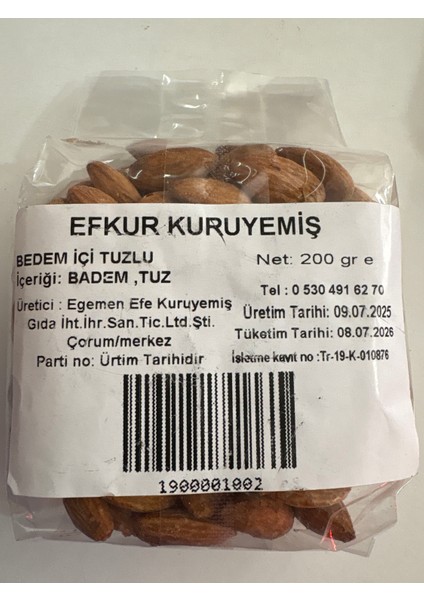 EFKUR KURUYEMİŞ
BEDEM İÇİ TUZLU
Net: 200 gr e
İçeriği: BADEM ,TUZ
Tel : 0 530 491 62 70
Üretici : Egemen Efe Kuruyemiş
Gıda İht.İhr.San.Tic.Ltd.Şti.
Çorum/merkez
Üretim Tarihi: 09.07.2025
Tüketim Tarihi: 08.07.2026
Parti no: Ürtim Tarihidir
İşletme kayıt no :Tr-19-K-010876
1900001002